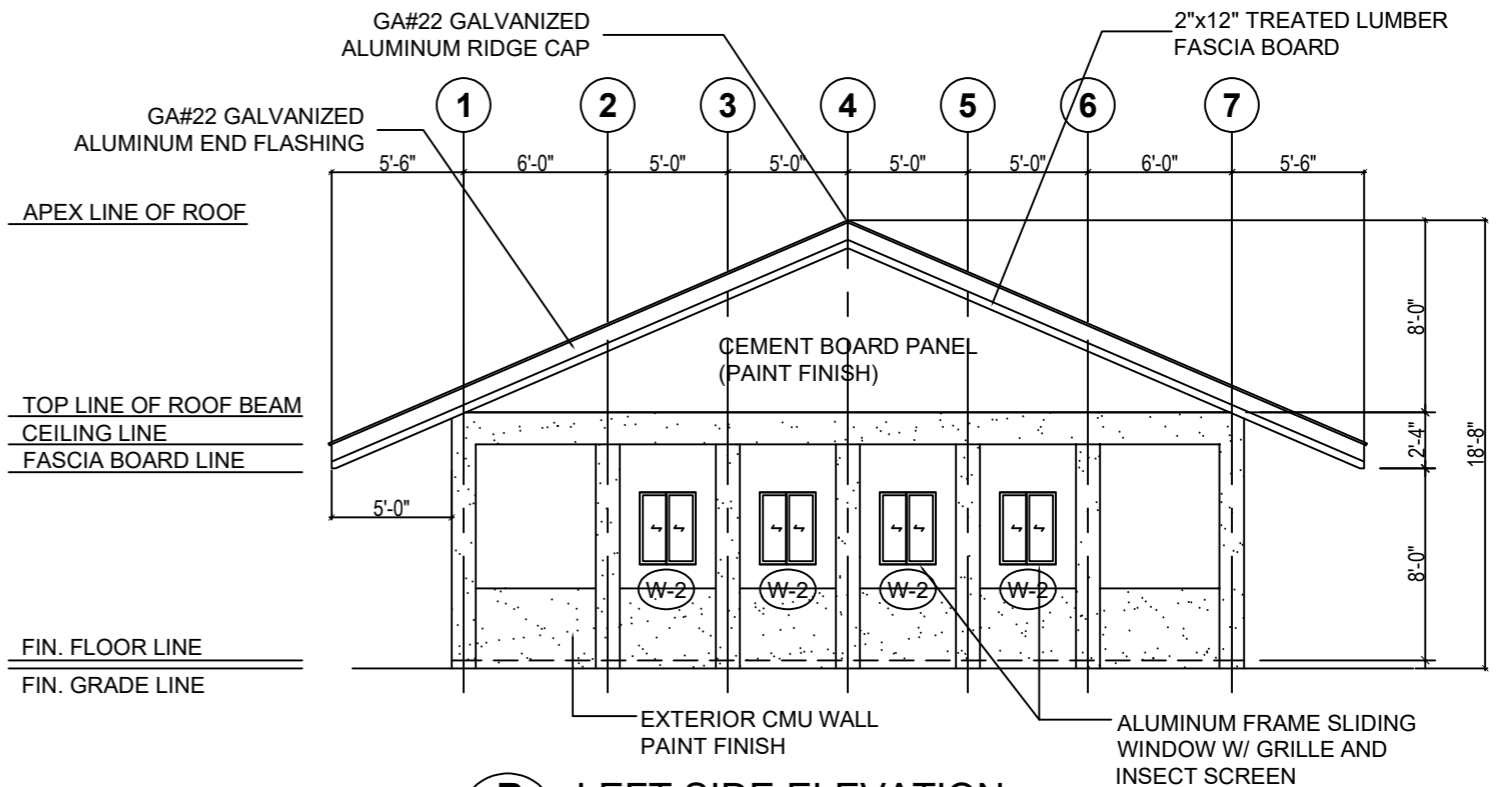 GA#22 GALVANIZED
ALUMINUM RIDGE CAP
2"x12" TREATED LUMBER
FASCIA BOARD
GA#22 GALVANIZED
ALUMINUM END FLASHING
1 2 3 4 5 6 7
5'-6" 6'-0" 5'-0" 5'-0" 5'-0" 5'-0" 6'-0" 5'-6"
APEX LINE OF ROOF
8'-0"
CEMENT BOARD PANEL
(PAINT FINISH)
TOP LINE OF ROOF BEAM
CEILING LINE
FASCIA BOARD LINE
2'-4"
18'-8"
5'-0"
8'-0"
W-2 W-2 W-2 W-2
FIN. FLOOR LINE
FIN. GRADE LINE
EXTERIOR CMU WALL
PAINT FINISH
ALUMINUM FRAME SLIDING
WINDOW W/ GRILLE AND
INSECT SCREEN
LEFT SIDE ELEVATION